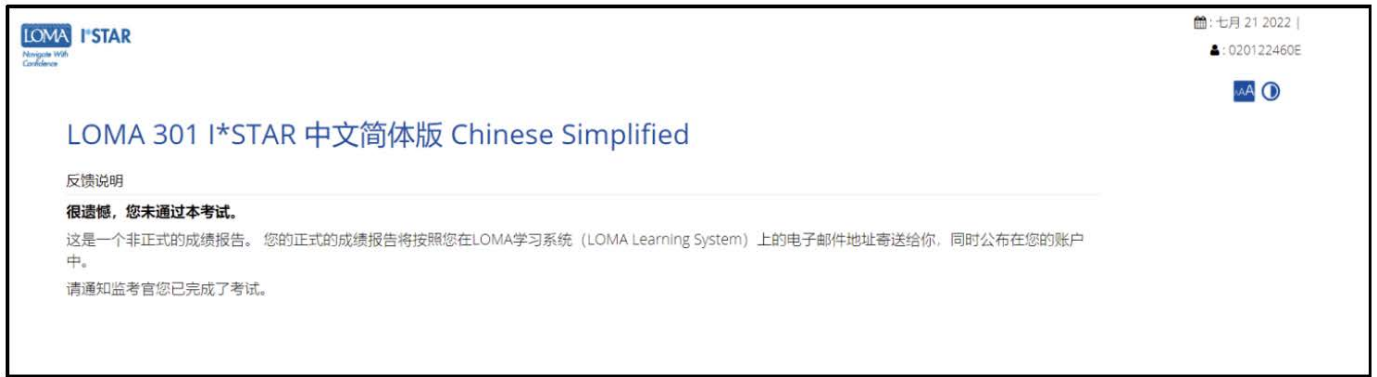 LOMA I*STAR
Navigate With
Confidence
: 七月 21 2022 |
: 020122460E
AAA
LOMA 301 I*STAR 中文简体版 Chinese Simplified
反馈说明
很遗憾，您未通过本考试。
这是一个非正式的成绩报告。 您的正式的成绩报告将按照您在LOMA学习系统（LOMA Learning System）上的电子邮件地址寄送给你，同时公布在您的账户
中。
请通知监考官您已完成了考试。